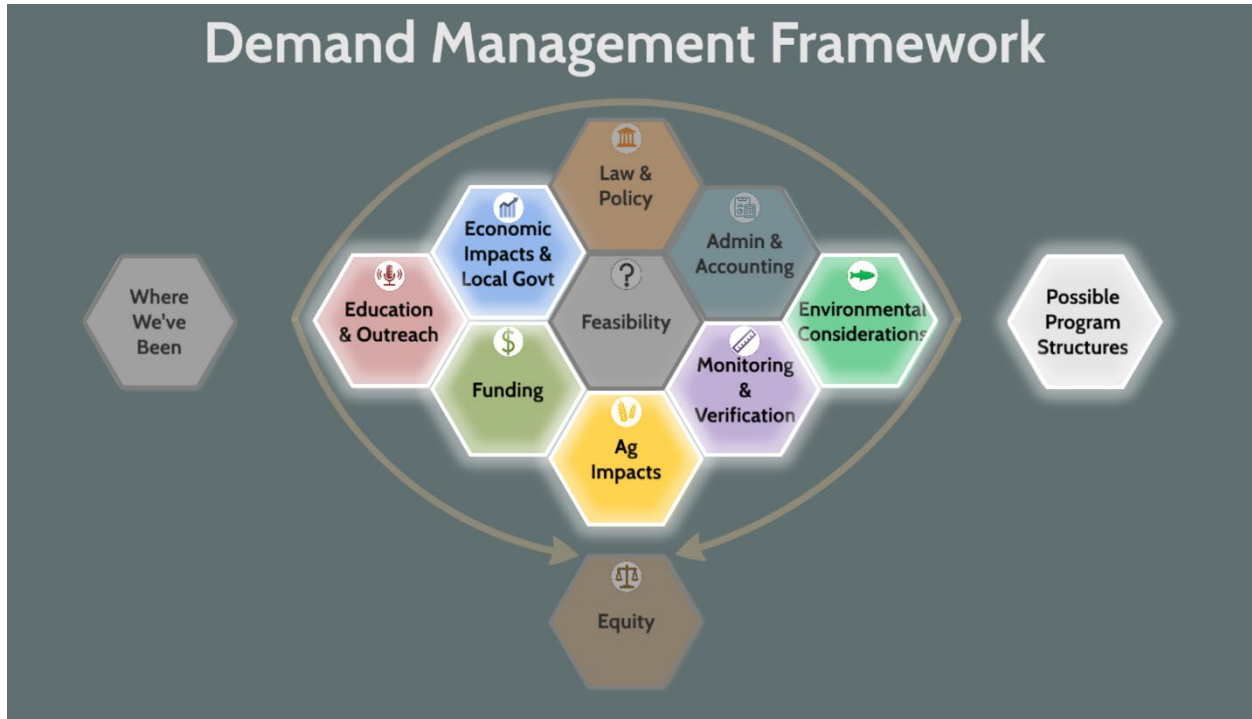 Demand Management Framework
Law &
Policy
Economic
Impacts &
Local Govt
Admin &
Accounting
Where
We've
Been
Education
& Outreach
?
Feasibility
Environmental
Considerations
Possible
Program
Structures
$
Funding
Monitoring
&
Verification
Ag
Impacts
Equity